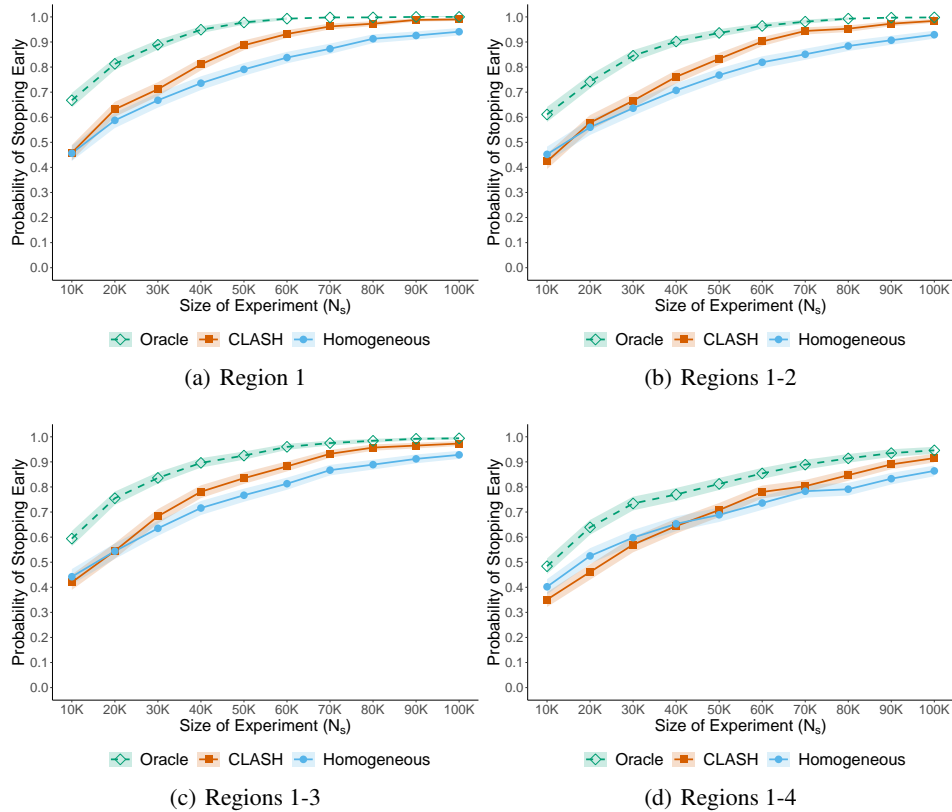 Probability of Stopping Early
1.0
0.9
0.8
0.7
0.6
0.5
0.4
0.3
0.2
0.1
0.0
10K 20K 30K 40K 50K 60K 70K 80K 90K 100K
Size of Experiment (Ns)
Oracle CLASH Homogeneous
(a) Region 1
Probability of Stopping Early
1.0
0.9
0.8
0.7
0.6
0.5
0.4
0.3
0.2
0.1
0.0
10K 20K 30K 40K 50K 60K 70K 80K 90K 100K
Size of Experiment (Ns)
Oracle CLASH Homogeneous
(b) Regions 1-2
Probability of Stopping Early
1.0
0.9
0.8
0.7
0.6
0.5
0.4
0.3
0.2
0.1
0.0
10K 20K 30K 40K 50K 60K 70K 80K 90K 100K
Size of Experiment (Ns)
Oracle CLASH Homogeneous
(c) Regions 1-3
Probability of Stopping Early
1.0
0.9
0.8
0.7
0.6
0.5
0.4
0.3
0.2
0.1
0.0
10K 20K 30K 40K 50K 60K 70K 80K 90K 100K
Size of Experiment (Ns)
Oracle CLASH Homogeneous
(d) Regions 1-4